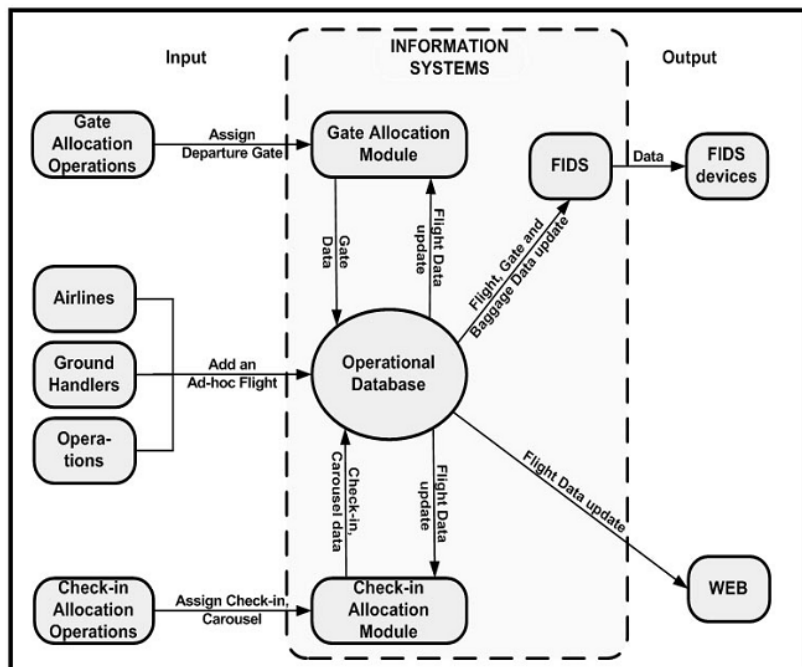 Input
INFORMATION
SYSTEMS
Output
Gate
Allocation
Operations
Assign
Departure Gate
Gate Allocation
Module
FIDS
Data
FIDS
devices
Gate
Data
Flight Data
update
Flight, Gate and
Baggage Data update
Airlines
Ground
Handlers
Opera-
tions
Add an
Ad-hoc Flight
Operational
Database
Check-in,
Carousel data
Flight Data
update
Flight Data update
Check-in
Allocation
Operations
Assign Check-in,
Carousel
Check-in
Allocation
Module
WEB